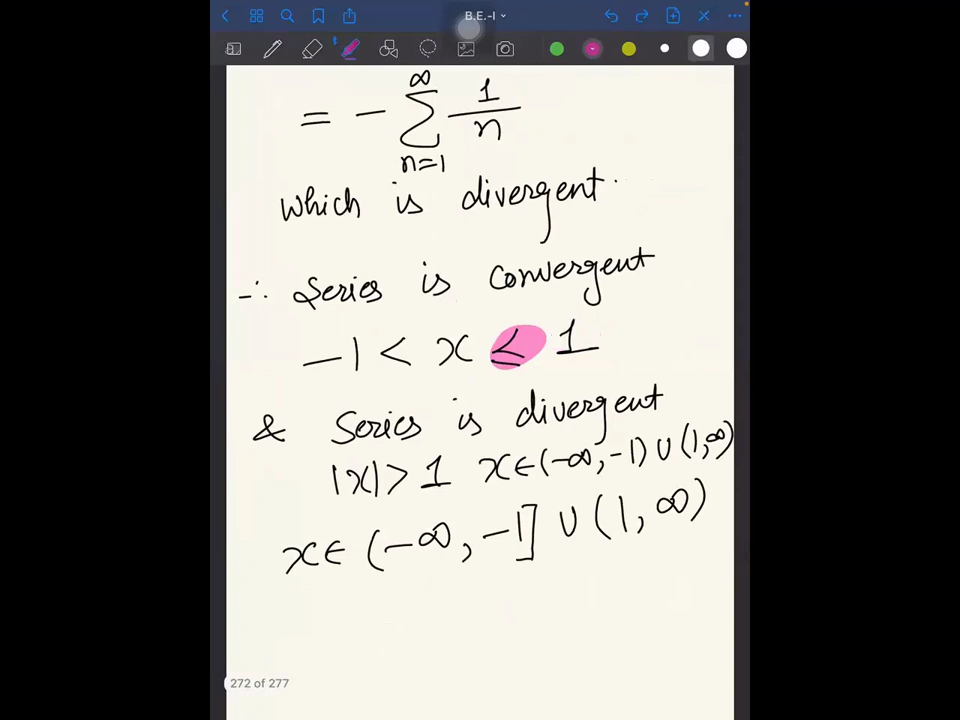 B.E.-I
= - ∞ Σ n=1 1/n
which is divergent.
∴ Series is convergent
-1 < x ≤ 1
& Series is divergent
|x| > 1 x∈(-∞,-1) ∪ (1,∞)
x∈ (-∞, -1] ∪ (1, ∞)
272 of 277